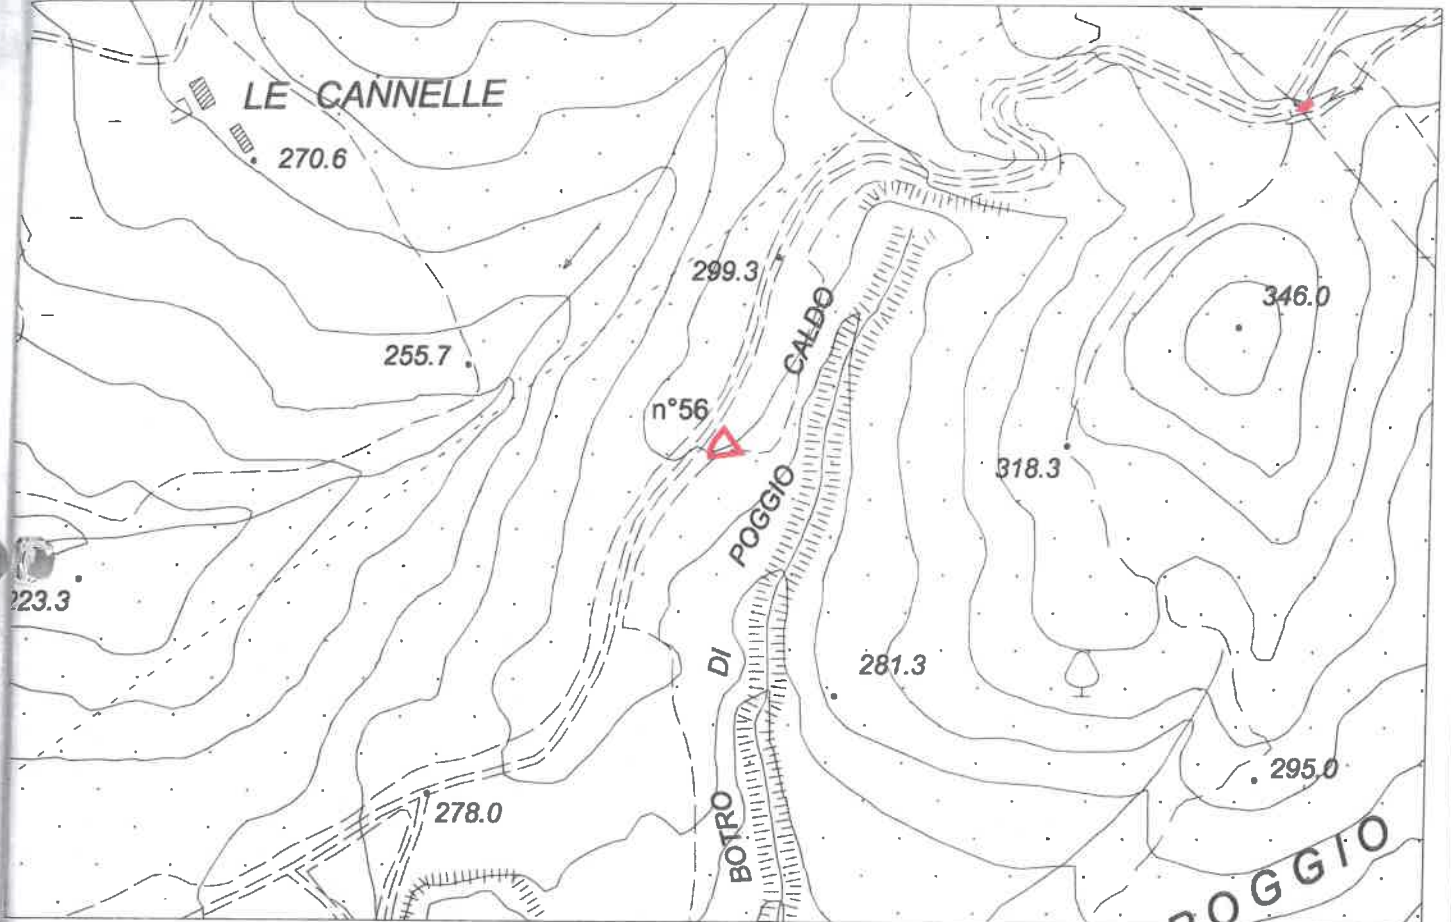 LE CANNELLE
270.6
299.3
346.0
255.7
n°56
318.3
223.3
281.3
295.0
278.0
BOTRO DI POGGIO CALDO
POGGIO